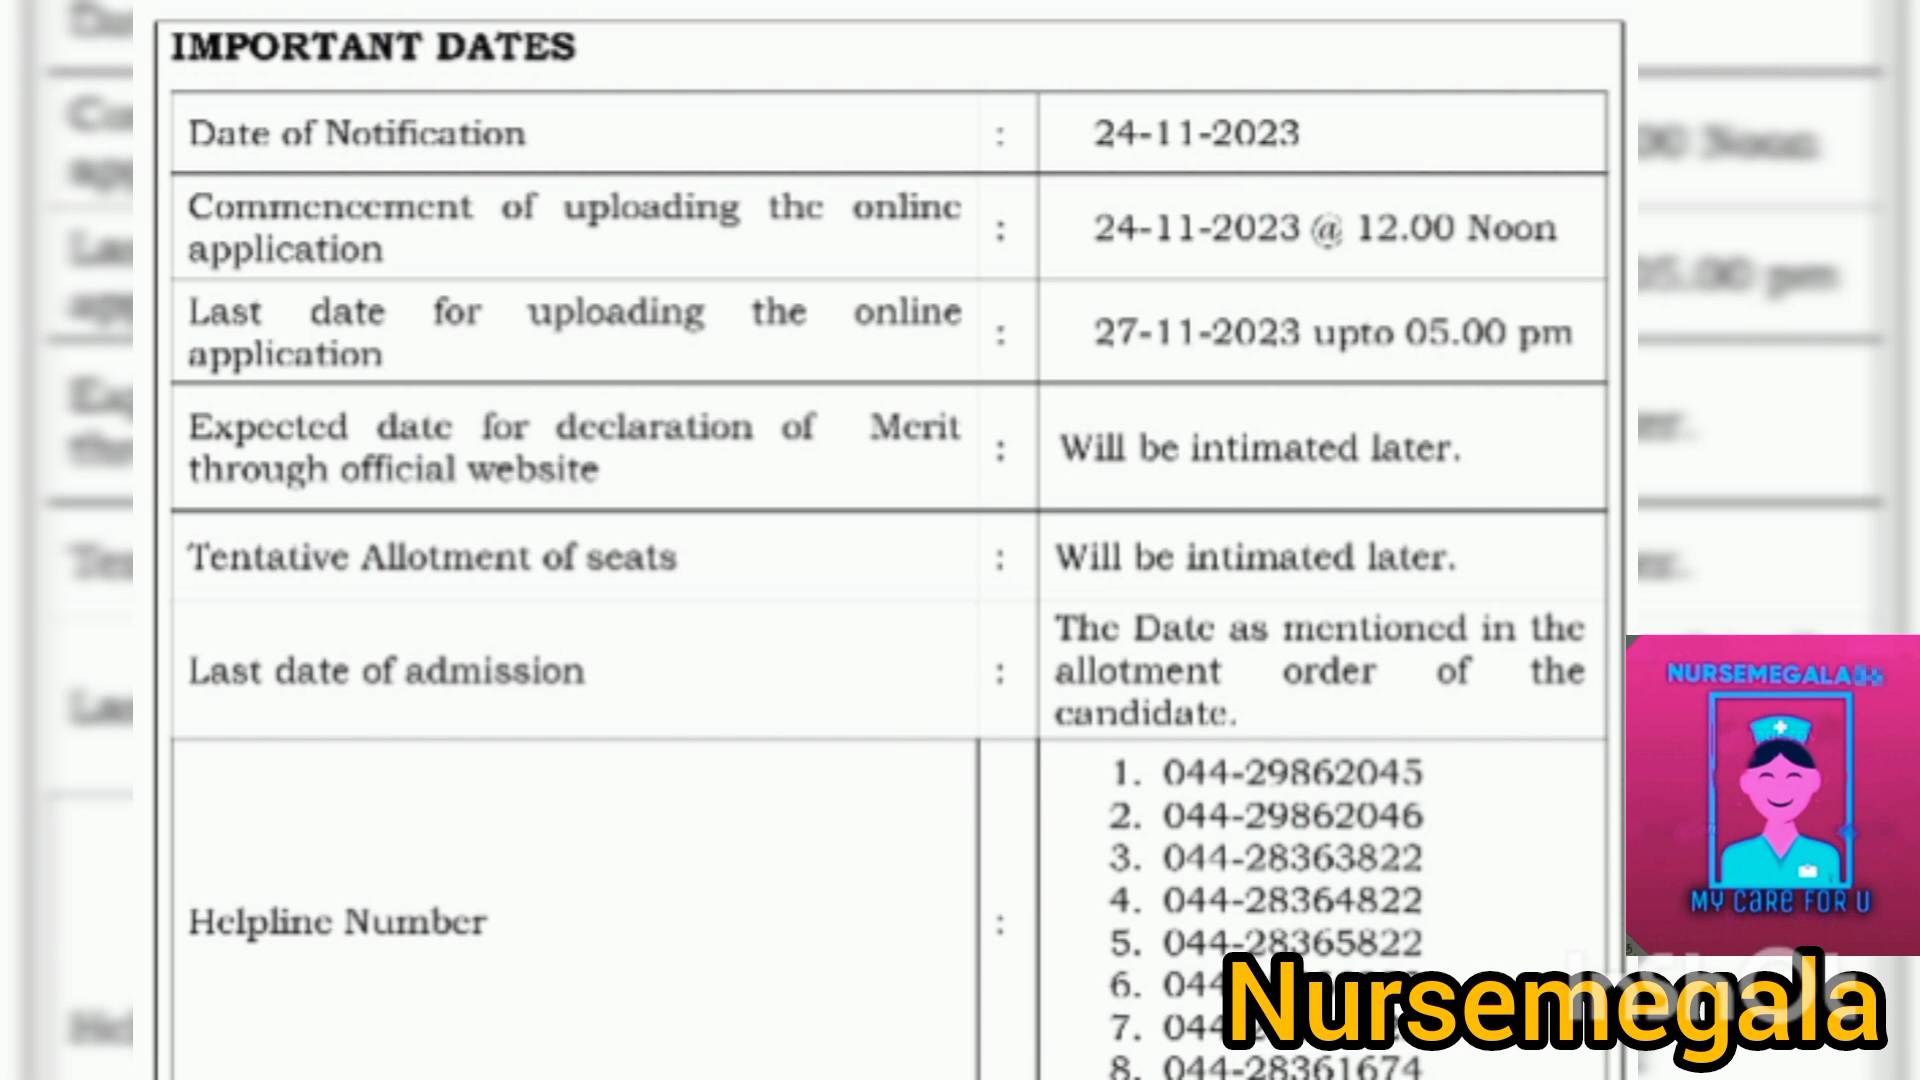 IMPORTANT DATES
Date of Notification : 24-11-2023
Commencement of uploading the online
application : 24-11-2023 @ 12.00 Noon
Last date for uploading the online
application : 27-11-2023 upto 05.00 pm
Expected date for declaration of Merit
through official website : Will be intimated later.
Tentative Allotment of seats : Will be intimated later.
Last date of admission :
The Date as mentioned in the
allotment order of the
candidate.
Helpline Number :
1. 044-29862045
2. 044-29862046
3. 044-28363822
4. 044-28364822
5. 044-28365822
6. 044
7. 044
8. 044-28361674
NURSEMEGALA
MY CARE FOR U
Nursemegala